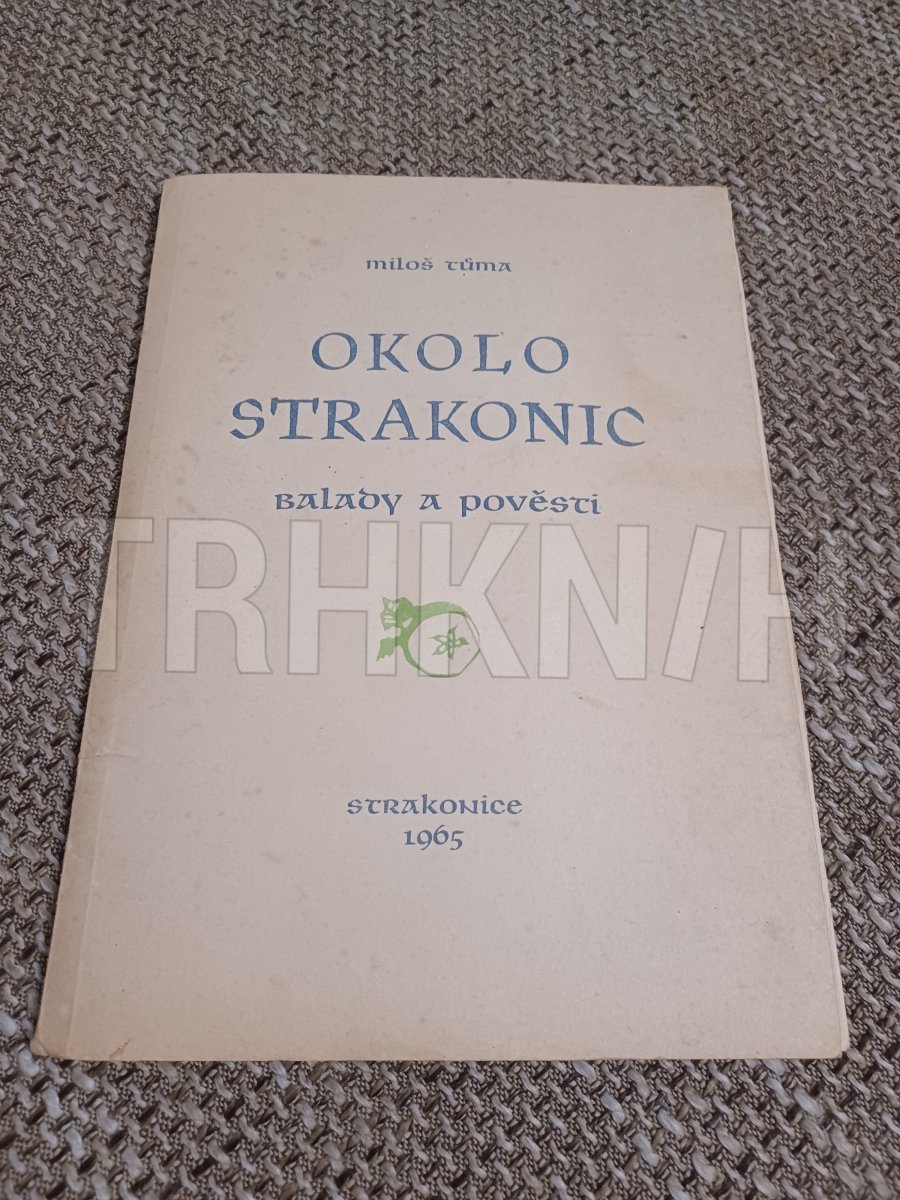 miloš tůma
OKOLO
STRAKONIC
Balady a pověsti
TRHKNIH
strakonice
1965